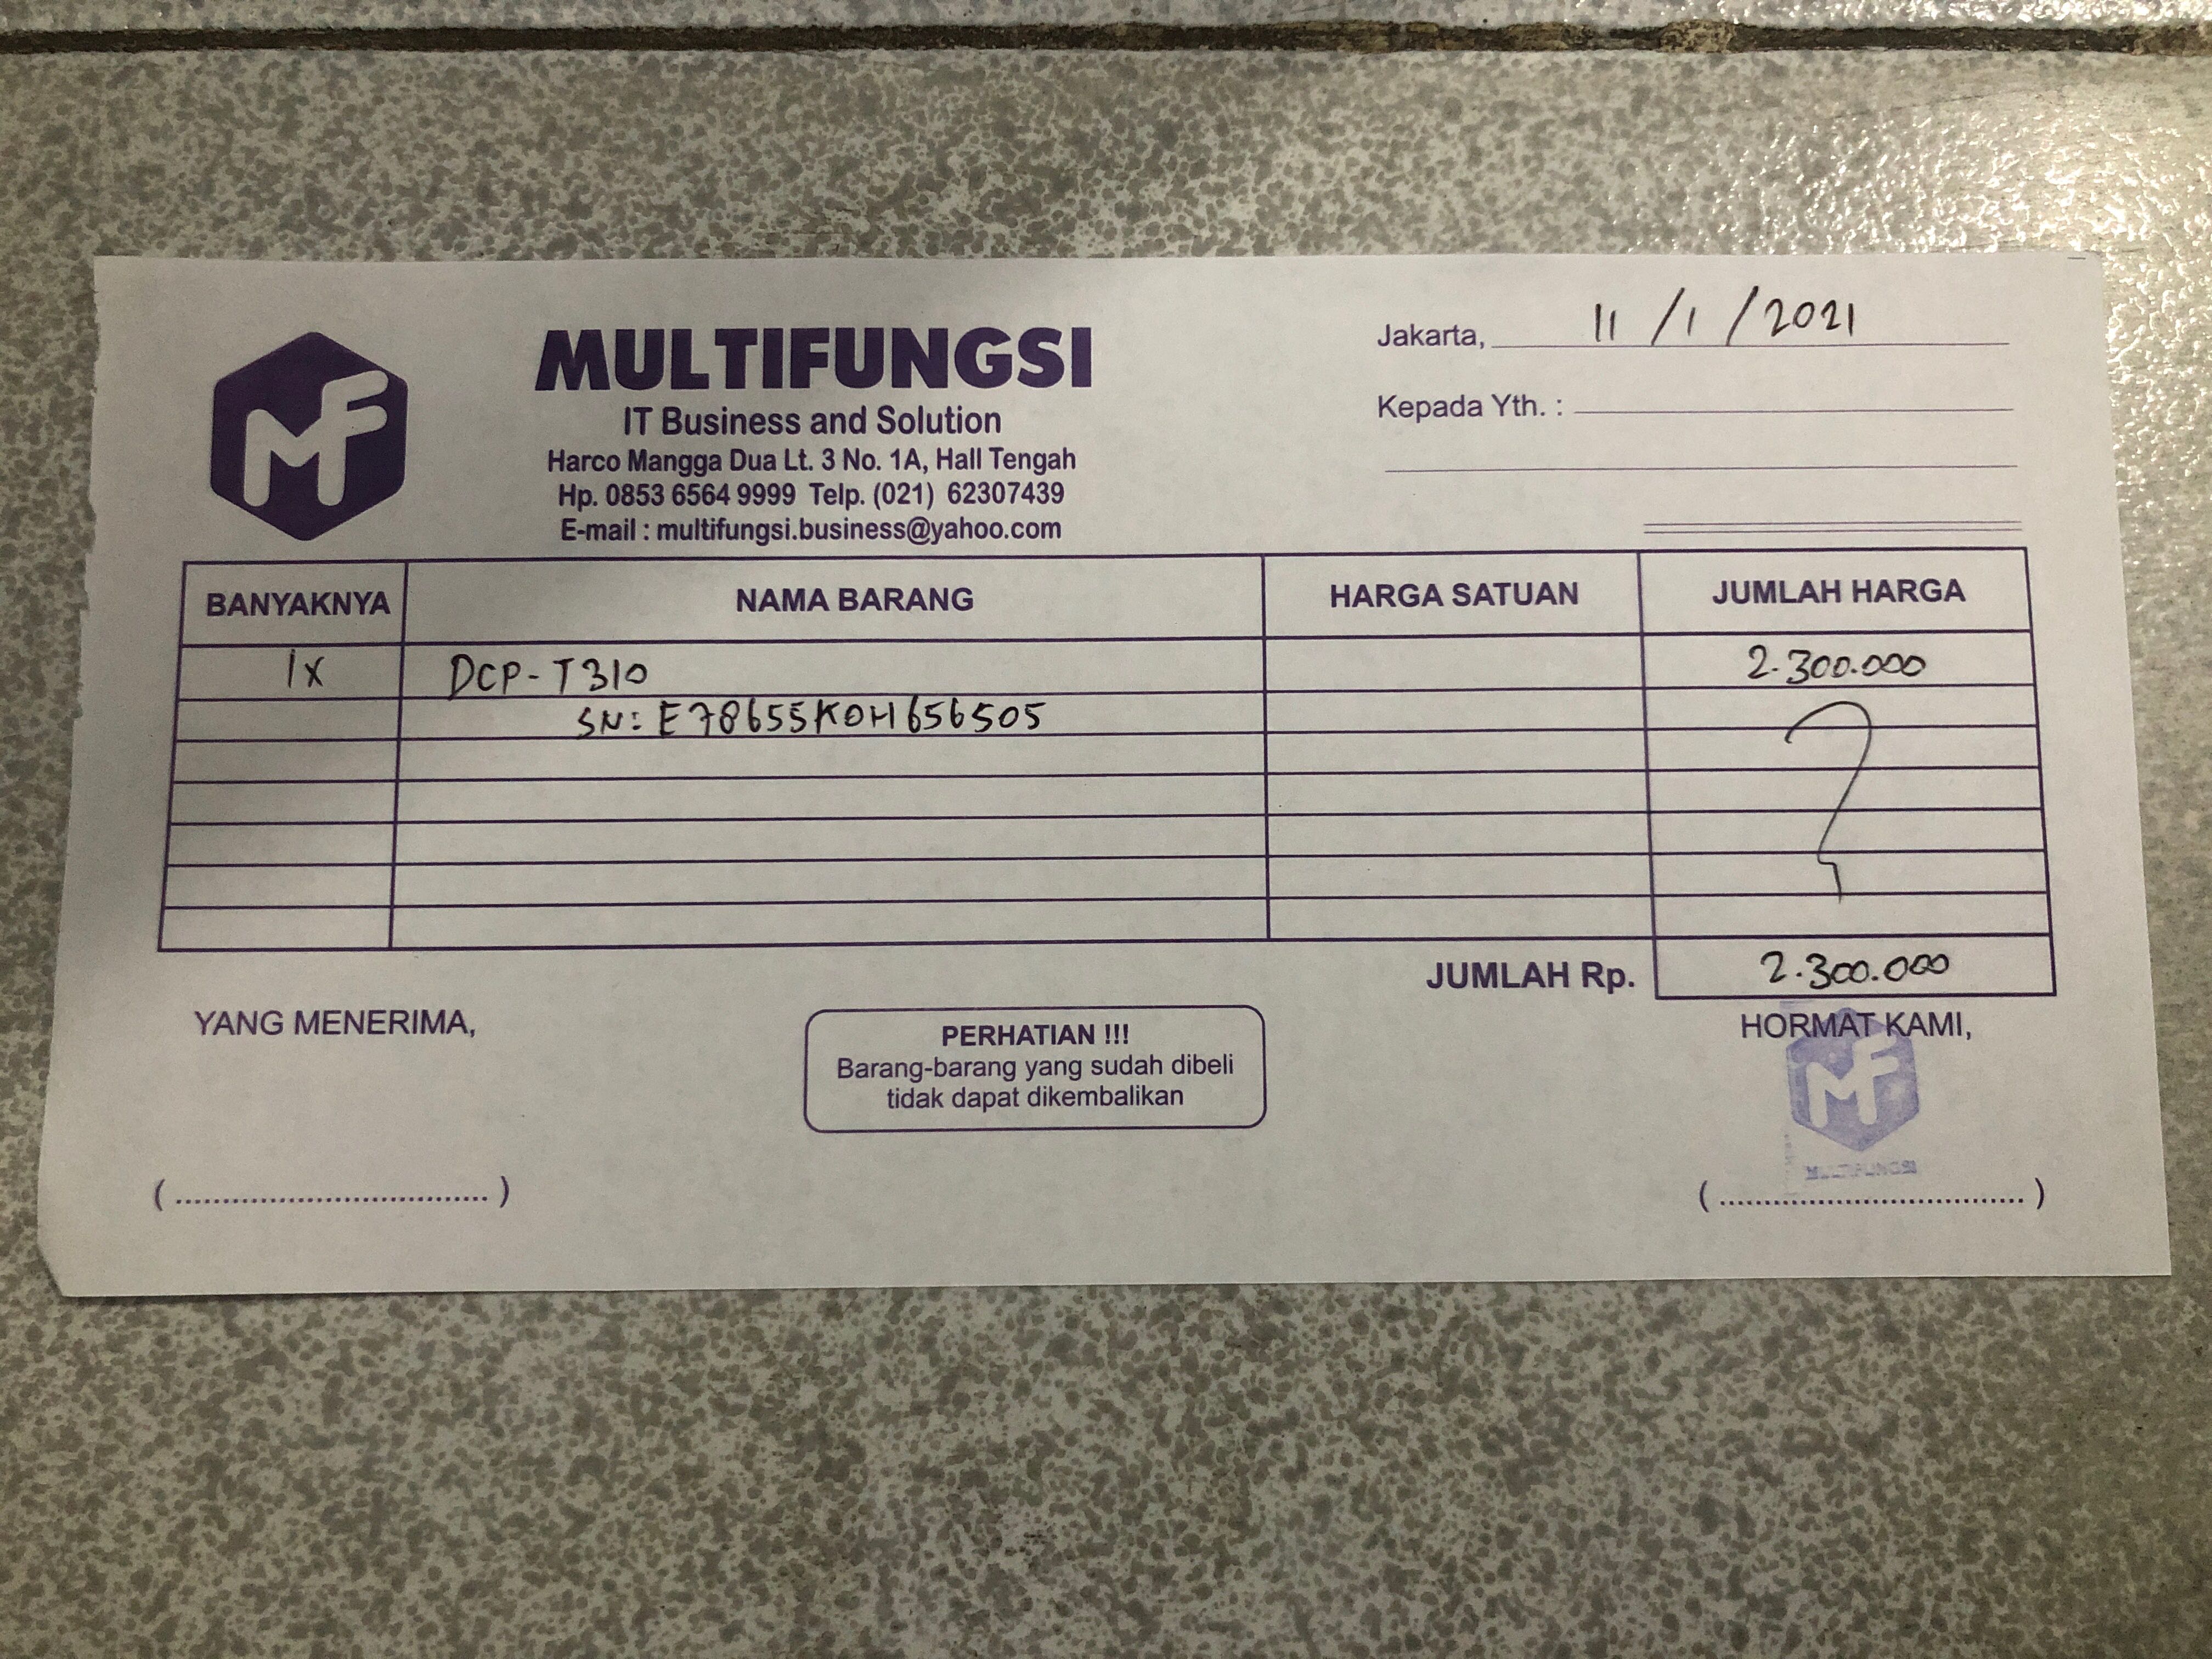 MF
MULTIFUNGSI
IT Business and Solution
Harco Mangga Dua Lt. 3 No. 1A, Hall Tengah
Hp. 0853 6564 9999 Telp. (021) 62307439
E-mail : multifungsi.business@yahoo.com
Jakarta, 11 / 1 / 2021
Kepada Yth. :
BANYAKNYA NAMA BARANG HARGA SATUAN JUMLAH HARGA
1X DCP-T310 2.300.000
SN: E78655K0H656505
JUMLAH Rp. 2.300.000
YANG MENERIMA,
PERHATIAN !!!
Barang-barang yang sudah dibeli
tidak dapat dikembalikan
HORMAT KAMI,
MF
MULTIFUNGSI
(..................................)
(..................................)